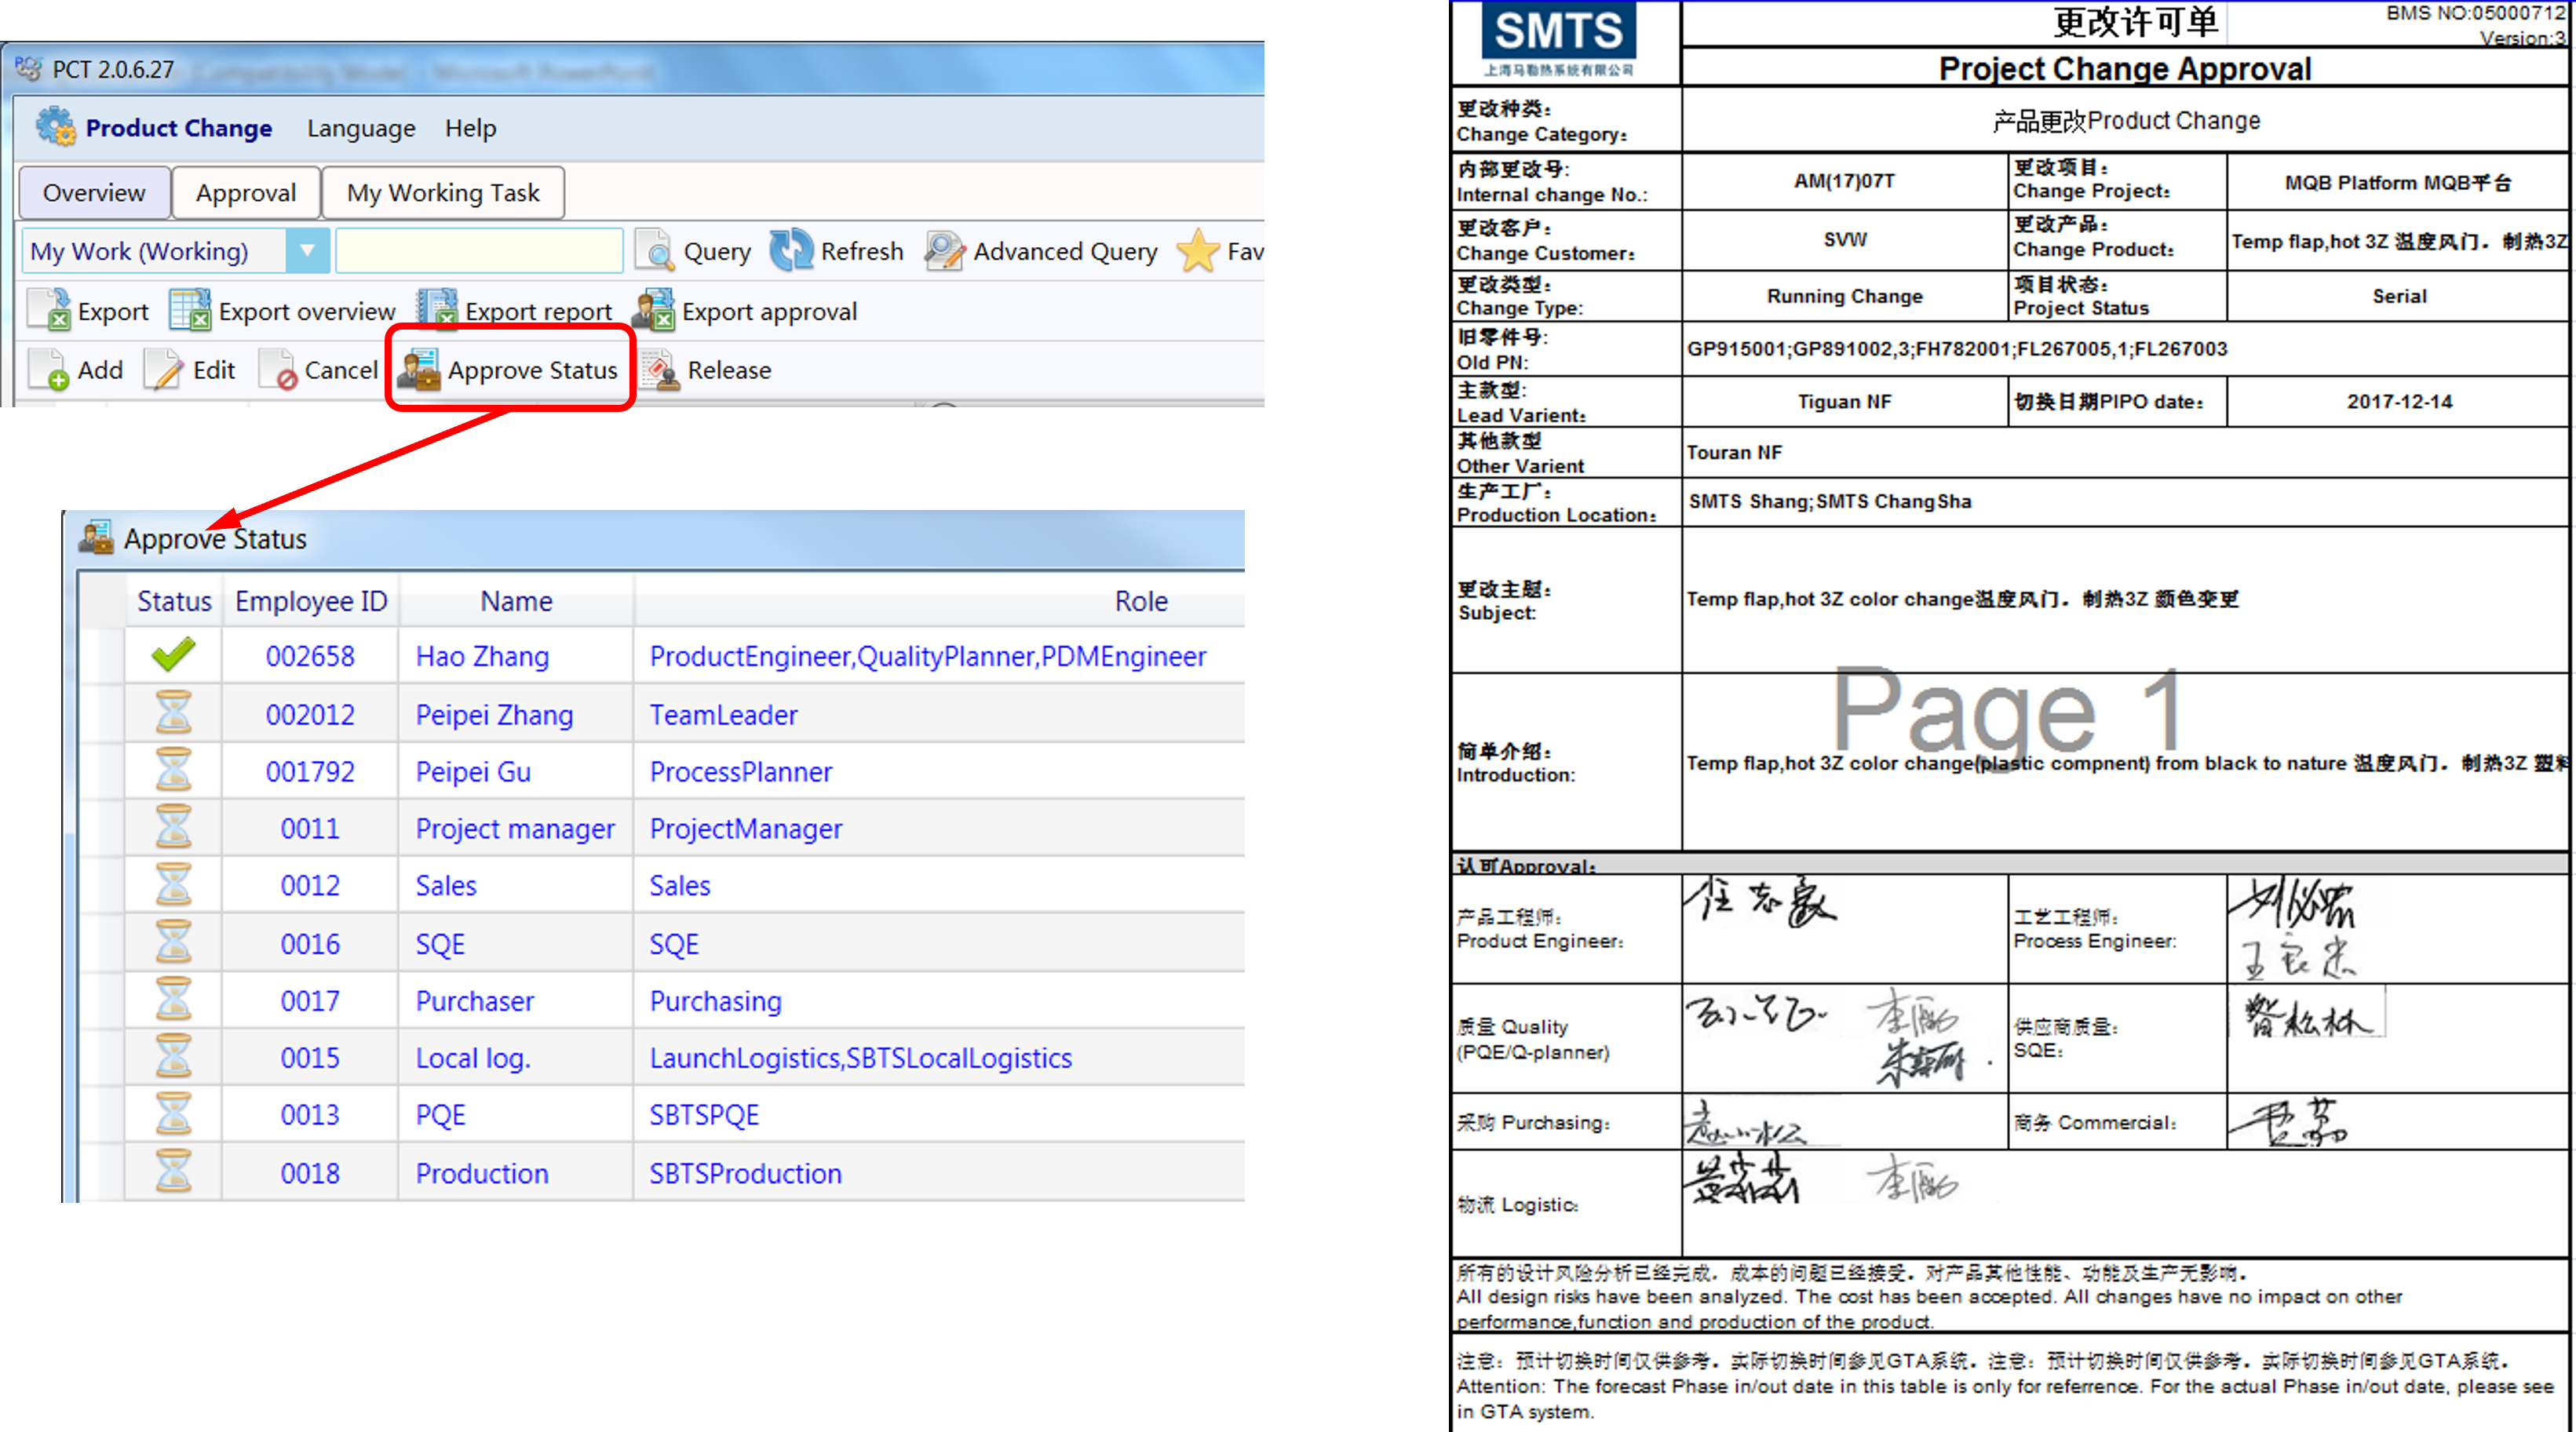 PCT 2.0.6.27
Product Change Language Help
Overview Approval My Working Task
My Work (Working) Query Refresh Advanced Query Fav
Export Export overview Export report Export approval
Add Edit Cancel Approve Status Release
Approve Status
Status Employee ID Name Role
002658 Hao Zhang ProductEngineer,QualityPlanner,PDMEngineer
002012 Peipei Zhang TeamLeader
001792 Peipei Gu ProcessPlanner
0011 Project manager ProjectManager
0012 Sales Sales
0016 SQE SQE
0017 Purchaser Purchasing
0015 Local log. LaunchLogistics,SBTSLocalLogistics
0013 PQE SBTSPQE
0018 Production SBTSProduction
SMTS
上海马勒热系统有限公司
更改许可单
BMS NO:05000712
Version:3
Project Change Approval
更改种类：
Change Category：
产品更改Product Change
内部更改号:
Internal change No.:
AM(17)07T
更改项目：
Change Project：
MQB Platform MQB平台
更改客户：
Change Customer：
SVW
更改产品：
Change Product：
Temp flap,hot 3Z 温度风门．制热3Z
更改类型：
Change Type:
Running Change
项目状态：
Project Status
Serial
旧零件号:
Old PN:
GP915001;GP891002,3;FH782001;FL267005,1;FL267003
主款型:
Lead Varient：
Tiguan NF
切换日期PIPO date：
2017-12-14
其他款型
Other Varient
Touran NF
生产工厂：
Production Location：
SMTS Shang;SMTS ChangSha
更改主题：
Subject:
Temp flap,hot 3Z color change温度风门．制热3Z 颜色变更
Page 1
简单介绍：
Introduction:
Temp flap,hot 3Z color change(plastic compnent) from black to nature 温度风门．制热3Z 塑料
认可Approval：
产品工程师：
Product Engineer：
工艺工程师：
Process Engineer:
质量 Quality
(PQE/Q-planner)
供应商质量：
SQE：
采购 Purchasing：
商务 Commercial：
物流 Logistic：
所有的设计风险分析已经完成．成本的问题已经接受．对产品其他性能、功能及生产无影响．
All design risks have been analyzed. The cost has been accepted. All changes have no impact on other
performance,function and production of the product.
注意：预计切换时间仅供参考．实际切换时间参见GTA系统．注意：预计切换时间仅供参考．实际切换时间参见GTA系统．
Attention: The forecast Phase in/out date in this table is only for referrence. For the actual Phase in/out date, please see
in GTA system.